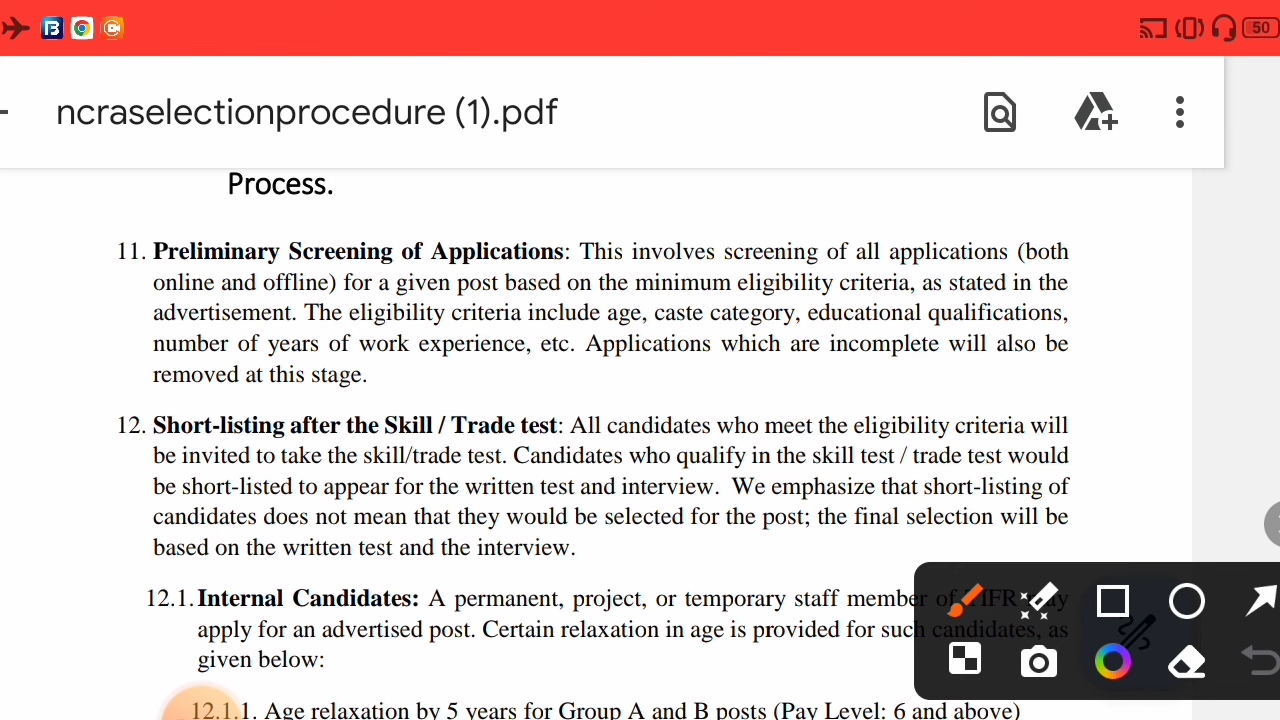 50
ncraselectionprocedure (1).pdf
Process.
11. Preliminary Screening of Applications: This involves screening of all applications (both
online and offline) for a given post based on the minimum eligibility criteria, as stated in the
advertisement. The eligibility criteria include age, caste category, educational qualifications,
number of years of work experience, etc. Applications which are incomplete will also be
removed at this stage.
12. Short-listing after the Skill / Trade test: All candidates who meet the eligibility criteria will
be invited to take the skill/trade test. Candidates who qualify in the skill test / trade test would
be short-listed to appear for the written test and interview. We emphasize that short-listing of
candidates does not mean that they would be selected for the post; the final selection will be
based on the written test and the interview.
12.1. Internal Candidates: A permanent, project, or temporary staff member of TIFR may
apply for an advertised post. Certain relaxation in age is provided for such candidates, as
given below:
12.1.1. Age relaxation by 5 years for Group A and B posts (Pay Level: 6 and above)